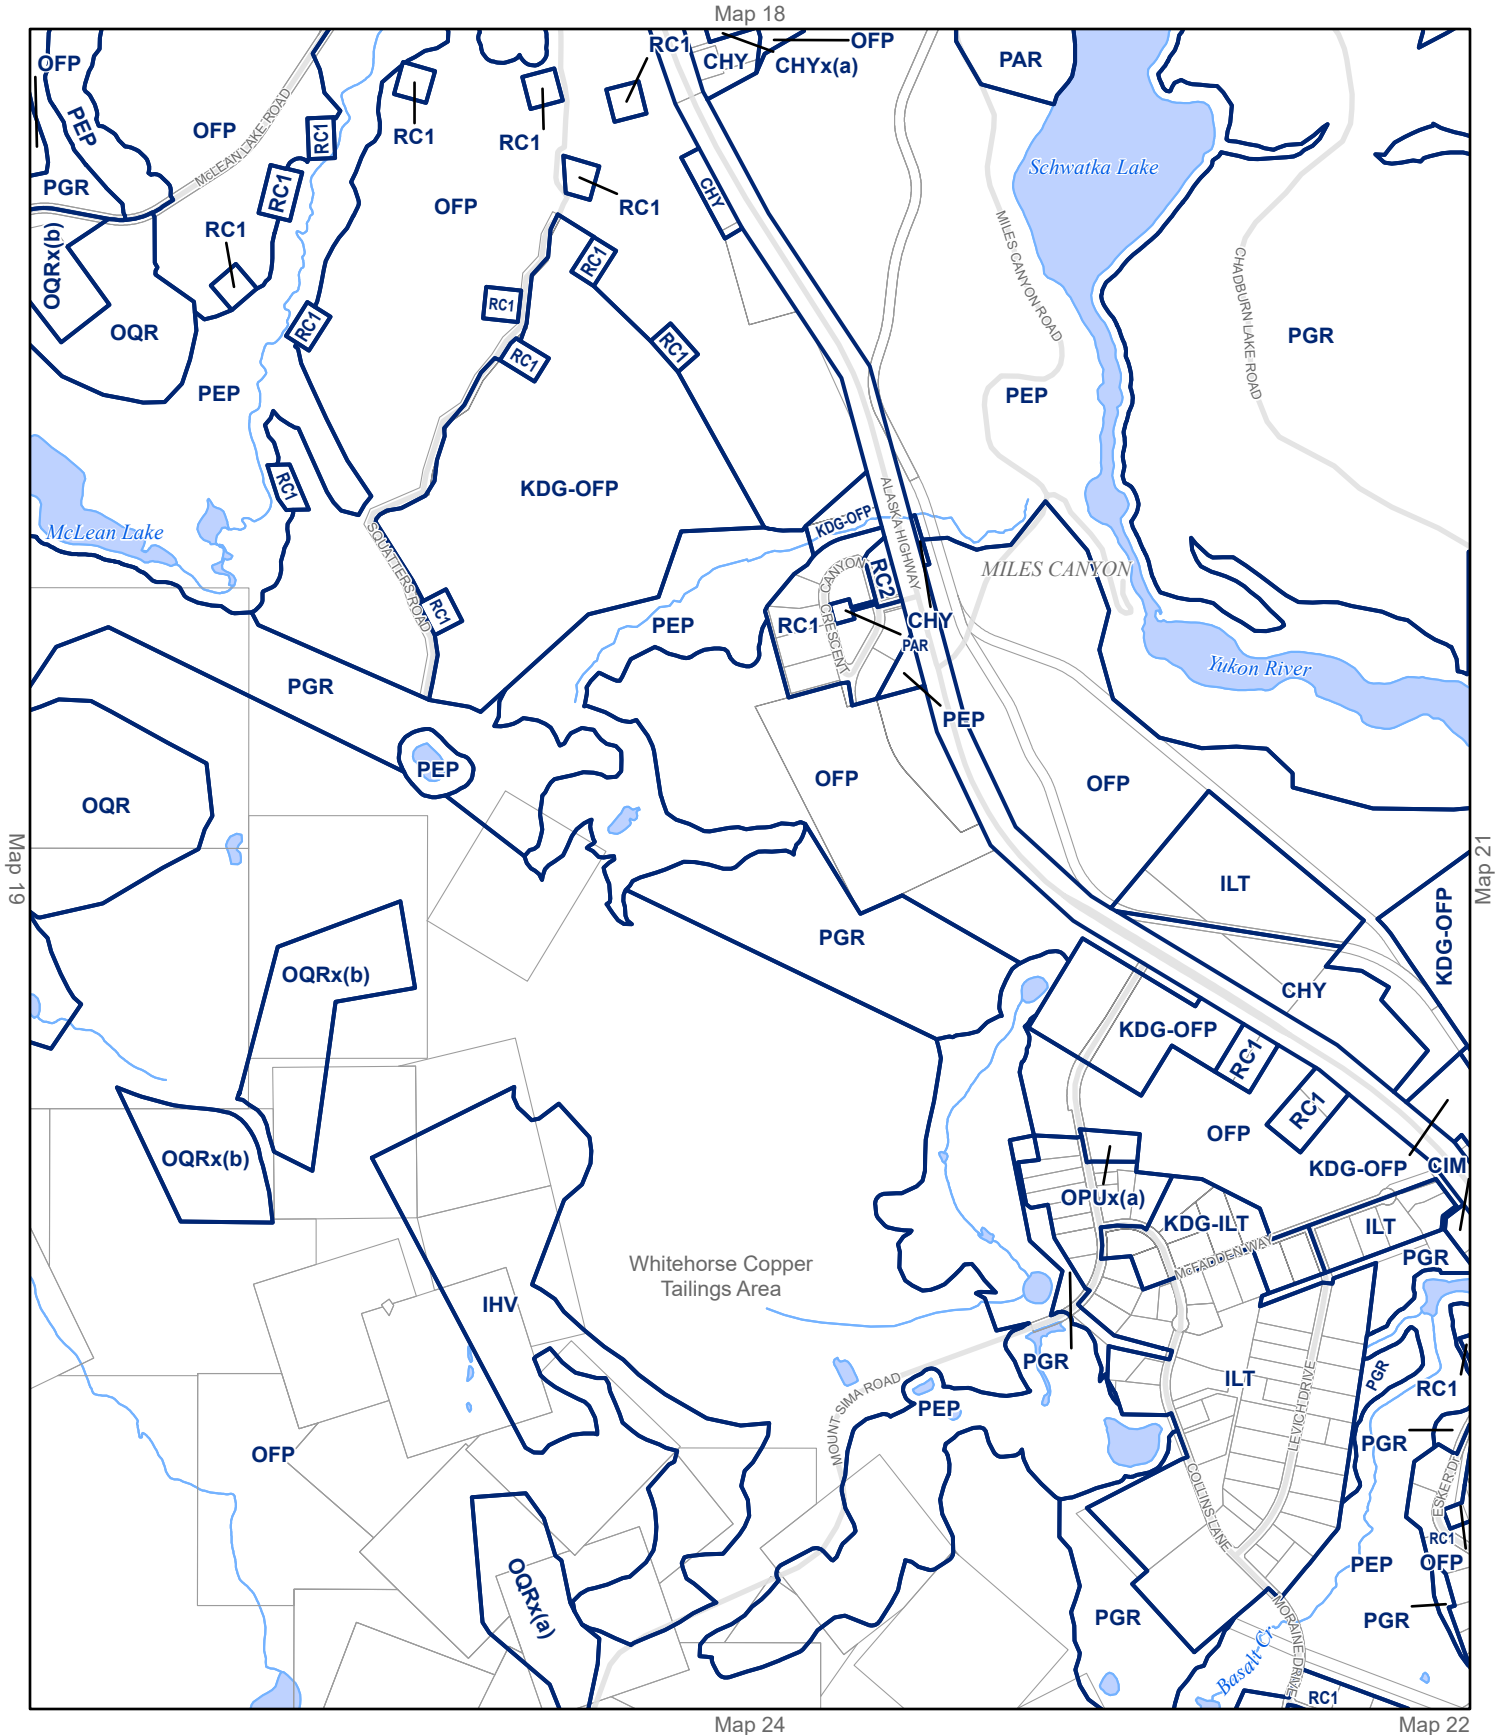 Map 18
OFP
RC1
CHY
OFP
CHYx(a)
PAR
PEP
OFP
McLEAN LAKE ROAD
RC1
RC1
RC1
Schwatka Lake
PGR
RC1
OFP
RC1
CHY
RC1
OQRx(b)
RC1
MILES CANYON ROAD
CHADBURN LAKE ROAD
RC1
RC1
OQR
RC1
RC1
PGR
PEP
PEP
RC1
KDG-OFP
McLean Lake
SQUATTERS ROAD
KDG-OFP
ALASKA HIGHWAY
CANYON CRESCENT
RC2
MILES CANYON
RC1
PEP
RC1
CHY
PAR
Yukon River
PGR
PEP
PEP
OFP
OFP
OQR
Map 19
Map 21
ILT
KDG-OFP
PGR
OQRx(b)
CHY
KDG-OFP
RC1
RC1
OFP
OQRx(b)
KDG-OFP
CIM
OPUx(a)
KDG-ILT
ILT
McFADDEN WAY
PGR
Whitehorse Copper
Tailings Area
IHV
PGR
MOUNT SIMA ROAD
ILT
LEVICH DRIVE
PGR
RC1
PEP
PGR
OFP
COLLINS LANE
ESKER DR
RC1
PEP
OFP
OQRx(a)
PGR
PGR
MORAINE DRIVE
Basalt Cr
RC1
Map 24
Map 22